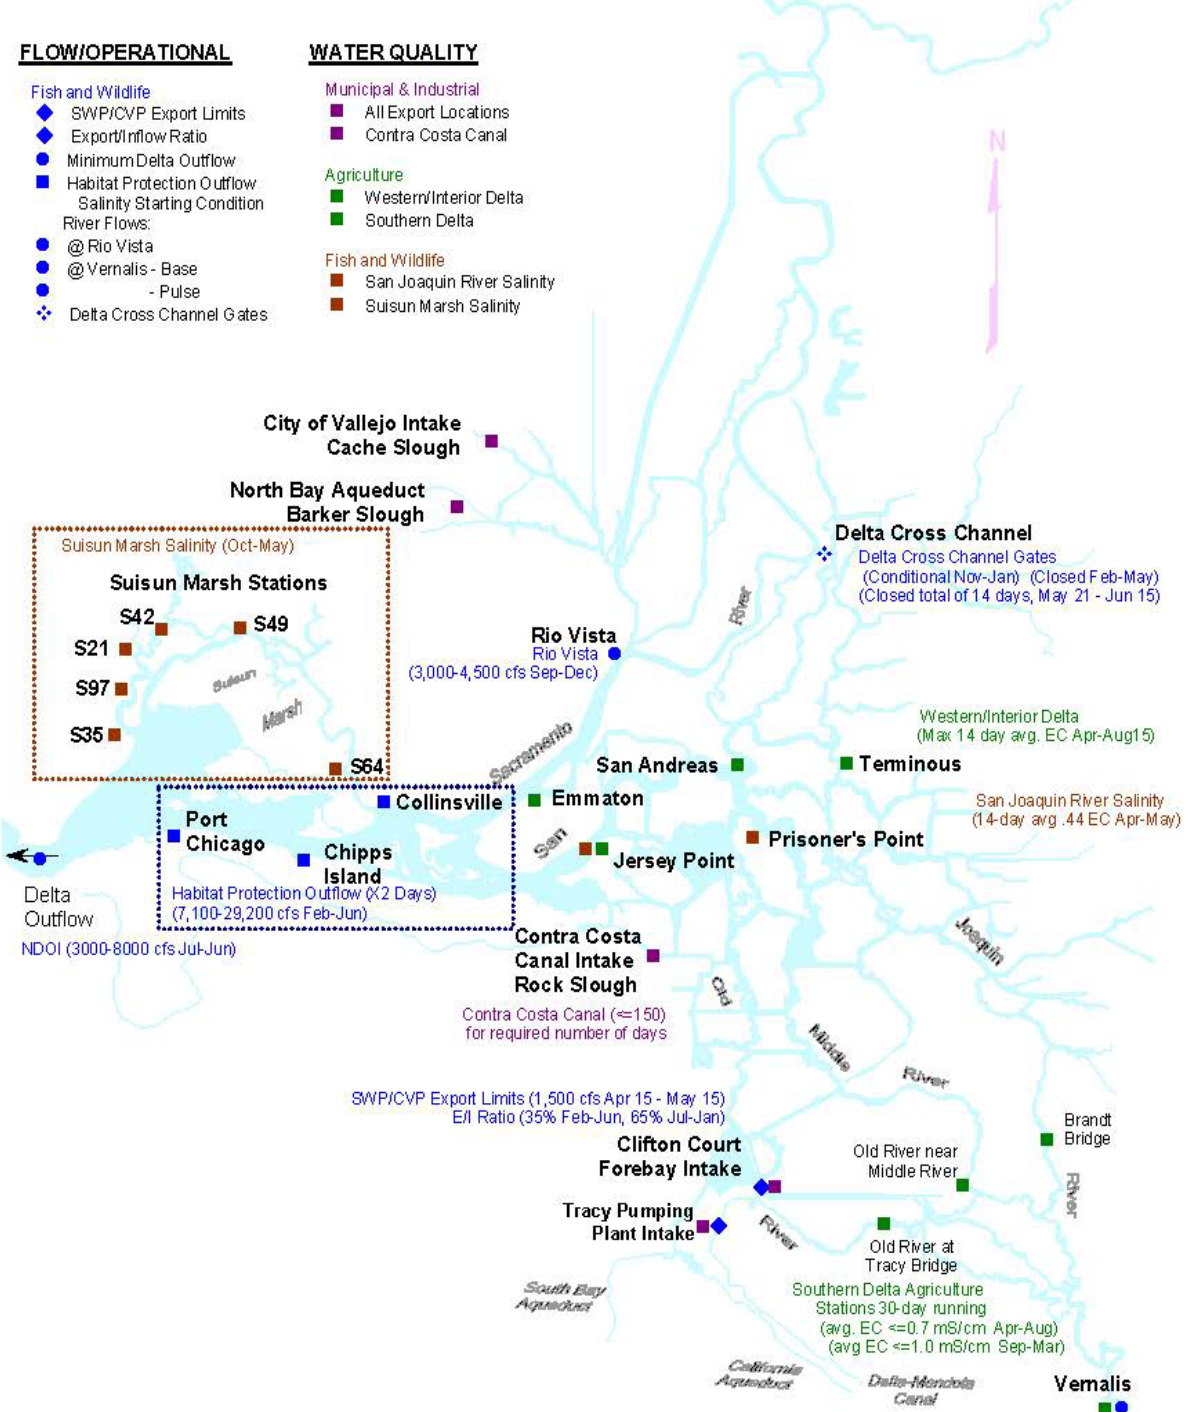 FLOW/OPERATIONAL
Fish and Wildlife
SWP/CVP Export Limits
Export/Inflow Ratio
Minimum Delta Outflow
Habitat Protection Outflow
Salinity Starting Condition
River Flows:
@ Rio Vista
@ Vernalis - Base
- Pulse
Delta Cross Channel Gates
WATER QUALITY
Municipal & Industrial
All Export Locations
Contra Costa Canal
Agriculture
Western/Interior Delta
Southern Delta
Fish and Wildlife
San Joaquin River Salinity
Suisun Marsh Salinity
N
City of Vallejo Intake
Cache Slough
North Bay Aqueduct
Barker Slough
Delta Cross Channel
Delta Cross Channel Gates
(Conditional Nov-Jan) (Closed Feb-May)
(Closed total of 14 days, May 21 - Jun 15)
Suisun Marsh Salinity (Oct-May)
Suisun Marsh Stations
S42
S49
S21
S97
S35
S64
Suisun
Marsh
River
Rio Vista
Rio Vista
(3,000-4,500 cfs Sep-Dec)
Sacramento
Western/Interior Delta
(Max 14 day avg. EC Apr-Aug15)
San Andreas
Terminous
Collinsville
Emmaton
San Joaquin River Salinity
(14-day avg .44 EC Apr-May)
Port
Chicago
Chipps
Island
San
Jersey Point
Prisoner's Point
Habitat Protection Outflow (X2 Days)
(7,100-29,200 cfs Feb-Jun)
Delta
Outflow
NDOI (3000-8000 cfs Jul-Jun)
Contra Costa
Canal Intake
Rock Slough
Contra Costa Canal (<=150)
for required number of days
Joaquin
Old
Middle
River
SWP/CVP Export Limits (1,500 cfs Apr 15 - May 15)
E/I Ratio (35% Feb-Jun, 65% Jul-Jan)
Clifton Court
Forebay Intake
Brandt
Bridge
Old River near
Middle River
River
Tracy Pumping
Plant Intake
River
Old River at
Tracy Bridge
South Bay
Aqueduct
Southern Delta Agriculture
Stations 30-day running
(avg. EC <=0.7 mS/cm Apr-Aug)
(avg EC <=1.0 mS/cm Sep-Mar)
California
Aqueduct
Delta-Mendota
Canal
Vernalis